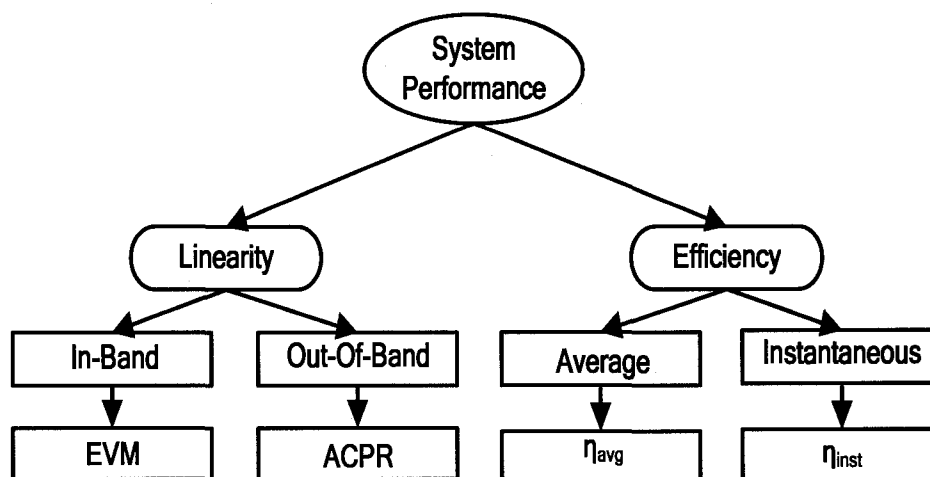 System
Performance
Linearity
Efficiency
In-Band
Out-Of-Band
Average
Instantaneous
EVM
ACPR
ηavg
ηinst